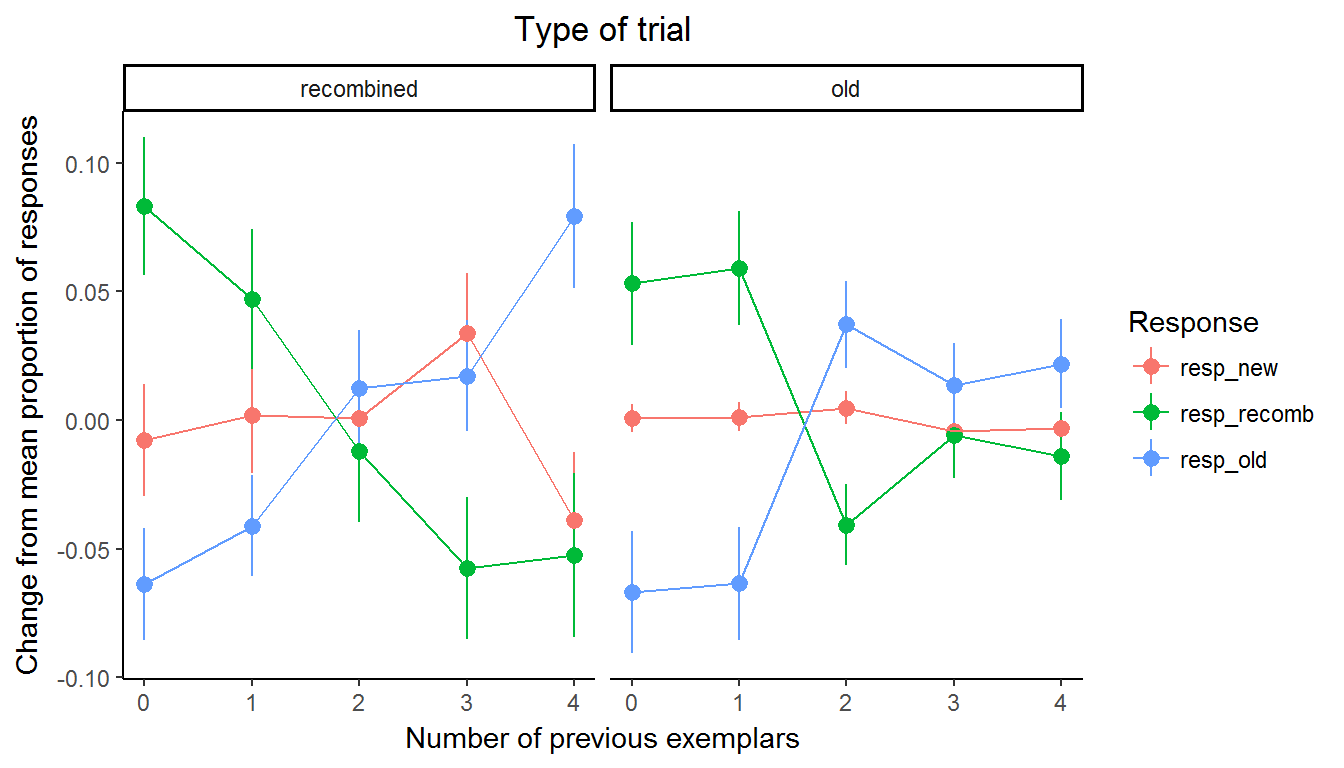 Type of trial
recombined
old
Change from mean proportion of responses
0.10
0.05
0.00
-0.05
-0.10
0 1 2 3 4
0 1 2 3 4
Number of previous exemplars
Response
resp_new
resp_recomb
resp_old